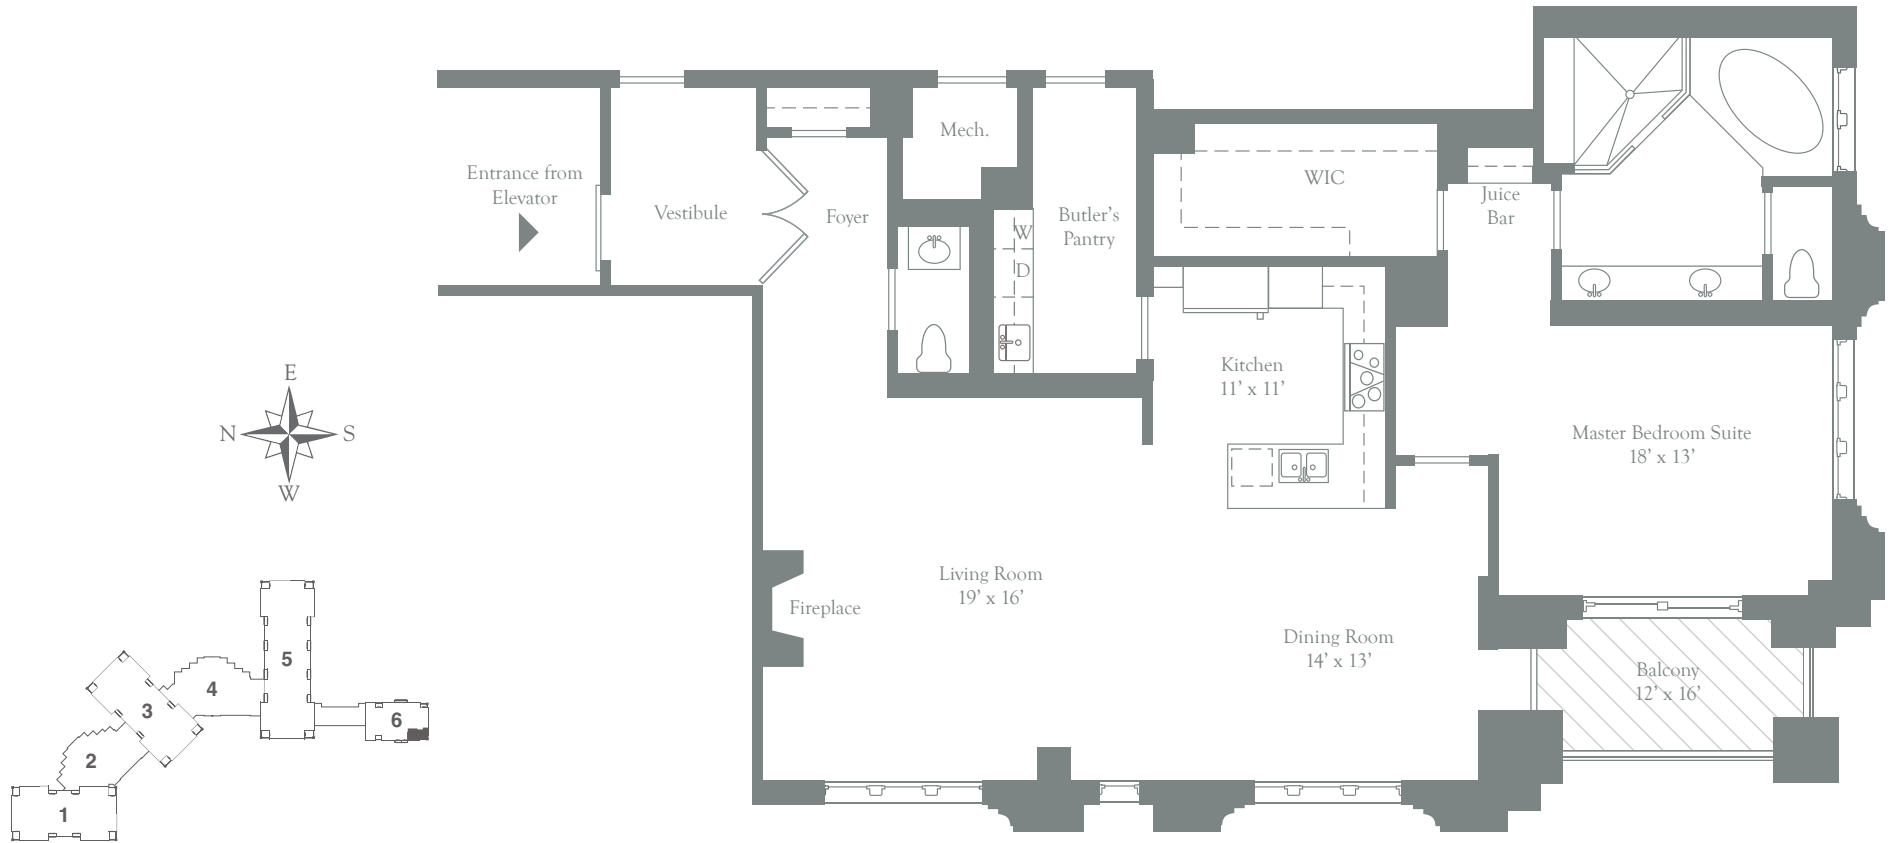 Entrance from
Elevator
Vestibule
Foyer
Mech.
W
D
Butler’s
Pantry
WIC
Juice
Bar
Kitchen
11’ x 11’
Master Bedroom Suite
18’ x 13’
Living Room
19’ x 16’
Fireplace
Dining Room
14’ x 13’
Balcony
12’ x 16’
E
N
S
W
5
4
3
6
2
1